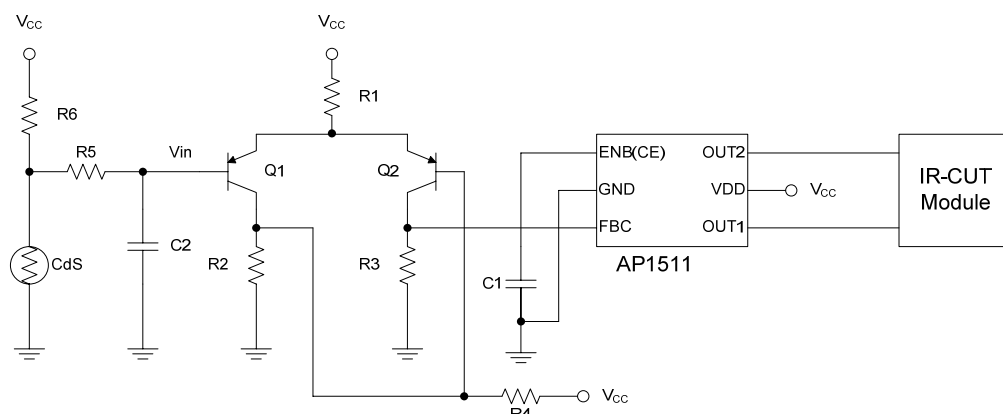 VCC
VCC
R1
R6
R5
Vin
Q1
Q2
ENB(CE)
OUT2
GND
VDD
VCC
FBC
OUT1
IR-CUT
Module
AP1511
CdS
C2
R2
R3
C1
R4
VCC